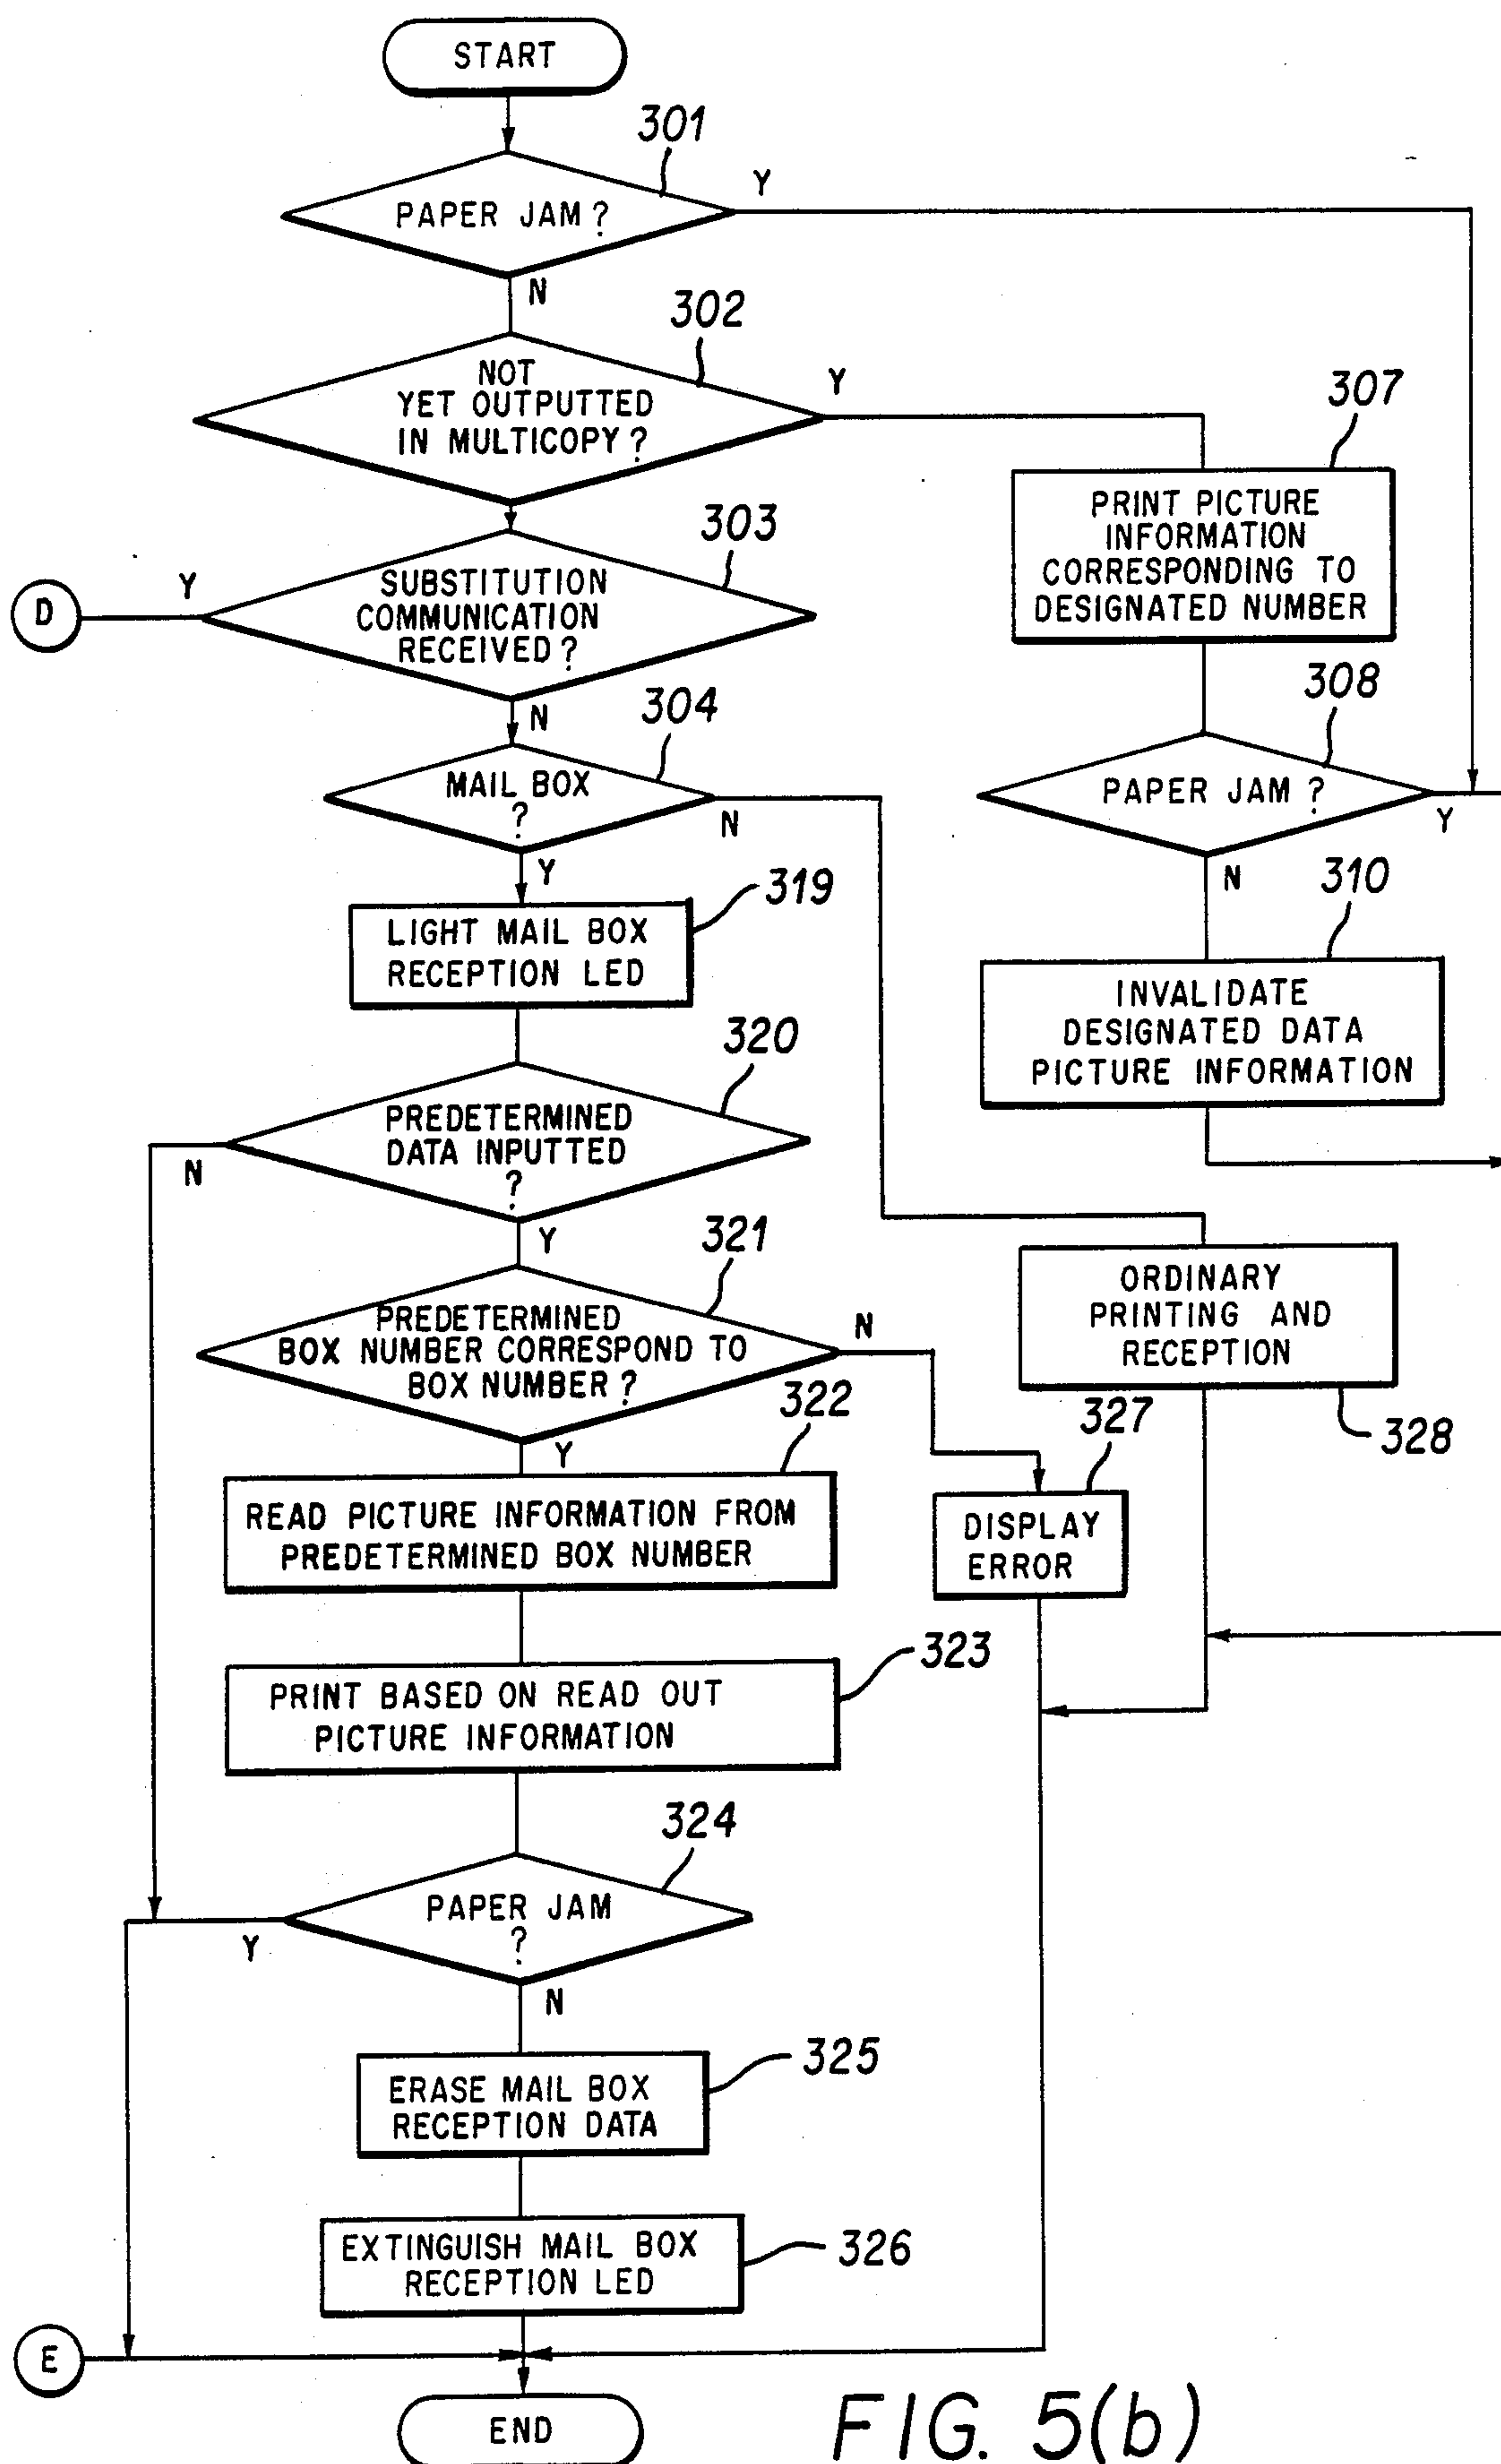 START
301
PAPER JAM ?
Y
N
302
NOT
YET OUTPUTTED
IN MULTICOPY ?
Y
307
PRINT PICTURE
INFORMATION
CORRESPONDING TO
DESIGNATED NUMBER
303
SUBSTITUTION
COMMUNICATION
RECEIVED ?
Y
D
N
304
MAIL BOX
?
N
Y
308
PAPER JAM ?
Y
N
310
INVALIDATE
DESIGNATED DATA
PICTURE INFORMATION
319
LIGHT MAIL BOX
RECEPTION LED
320
PREDETERMINED
DATA INPUTTED
?
N
Y
321
PREDETERMINED
BOX NUMBER CORRESPOND TO
BOX NUMBER ?
N
Y
ORDINARY
PRINTING AND
RECEPTION
328
322
READ PICTURE INFORMATION FROM
PREDETERMINED BOX NUMBER
327
DISPLAY
ERROR
323
PRINT BASED ON READ OUT
PICTURE INFORMATION
324
PAPER JAM
?
Y
N
325
ERASE MAIL BOX
RECEPTION DATA
326
EXTINGUISH MAIL BOX
RECEPTION LED
E
END
FIG. 5(b)